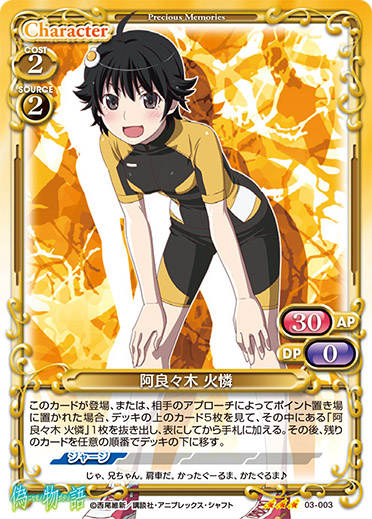 Precious Memories
Character
COST
2
SOURCE
2
30 AP
DP 0
阿良々木 火憐
このカードが登場、または、相手のアプローチによってポイント置き場
に置かれた場合、デッキの上のカード5枚を見て、その中にある「阿
良々木 火憐」1枚を抜き出し、表にしてから手札に加える。その後、残り
のカードを任意の順番でデッキの下に移す。
ジャージ
じゃ、兄ちゃん、肩車だ。かったぐーるま、かたぐるま♪
偽物語
©西尾維新/講談社・アニプレックス・シャフト
03-003